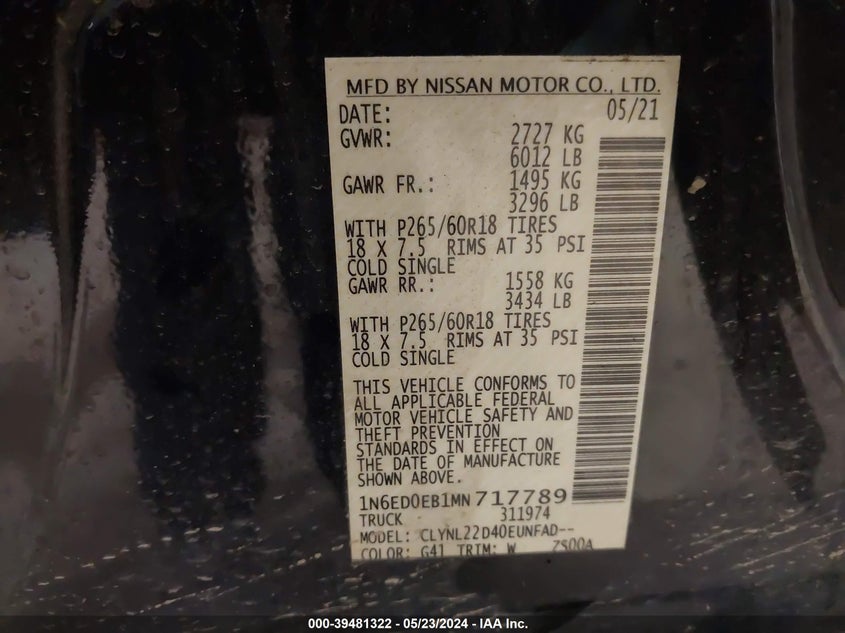 MFD BY NISSAN MOTOR CO., LTD.
DATE: 05/21
GVWR: 2727 KG
6012 LB
GAWR FR.: 1495 KG
3296 LB
WITH P265/60R18 TIRES
18 X 7.5 RIMS AT 35 PSI
COLD SINGLE
GAWR RR.: 1558 KG
3434 LB
WITH P265/60R18 TIRES
18 X 7.5 RIMS AT 35 PSI
COLD SINGLE
THIS VEHICLE CONFORMS TO
ALL APPLICABLE FEDERAL
MOTOR VEHICLE SAFETY AND
THEFT PREVENTION
STANDARDS IN EFFECT ON
THE DATE OF MANUFACTURE
SHOWN ABOVE.
1N6ED0EB1MN717789
TRUCK 311974
MODEL: CLYNL22D40EUNFAD--
COLOR: G41 TRIM: W ZS00A
000-39481322 / 05/23/2024 - IAA Inc.